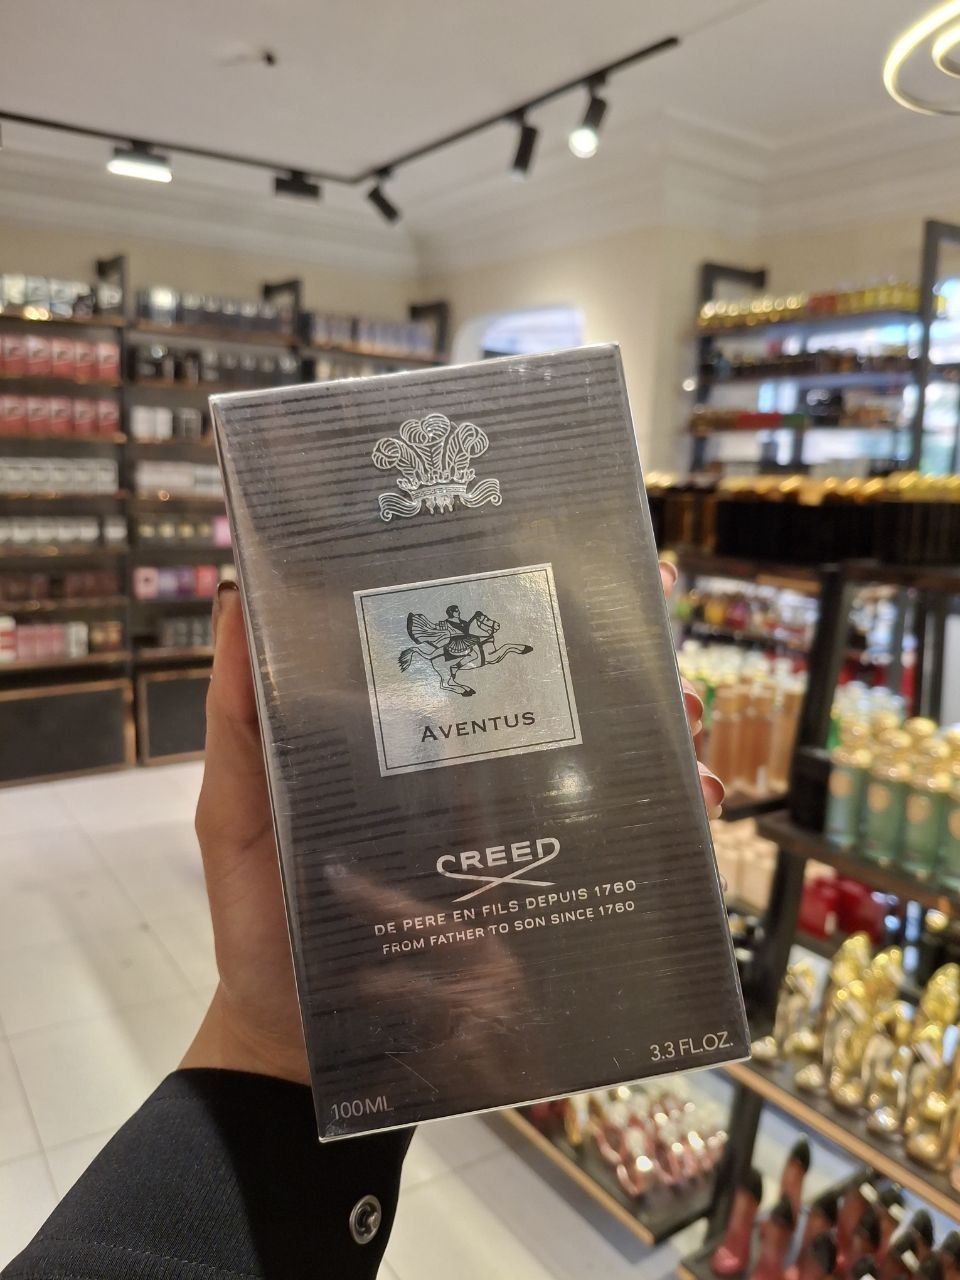 AVENTUS
CREED
DE PERE EN FILS DEPUIS 1760
FROM FATHER TO SON SINCE 1760
3.3 FL.OZ.
100ML